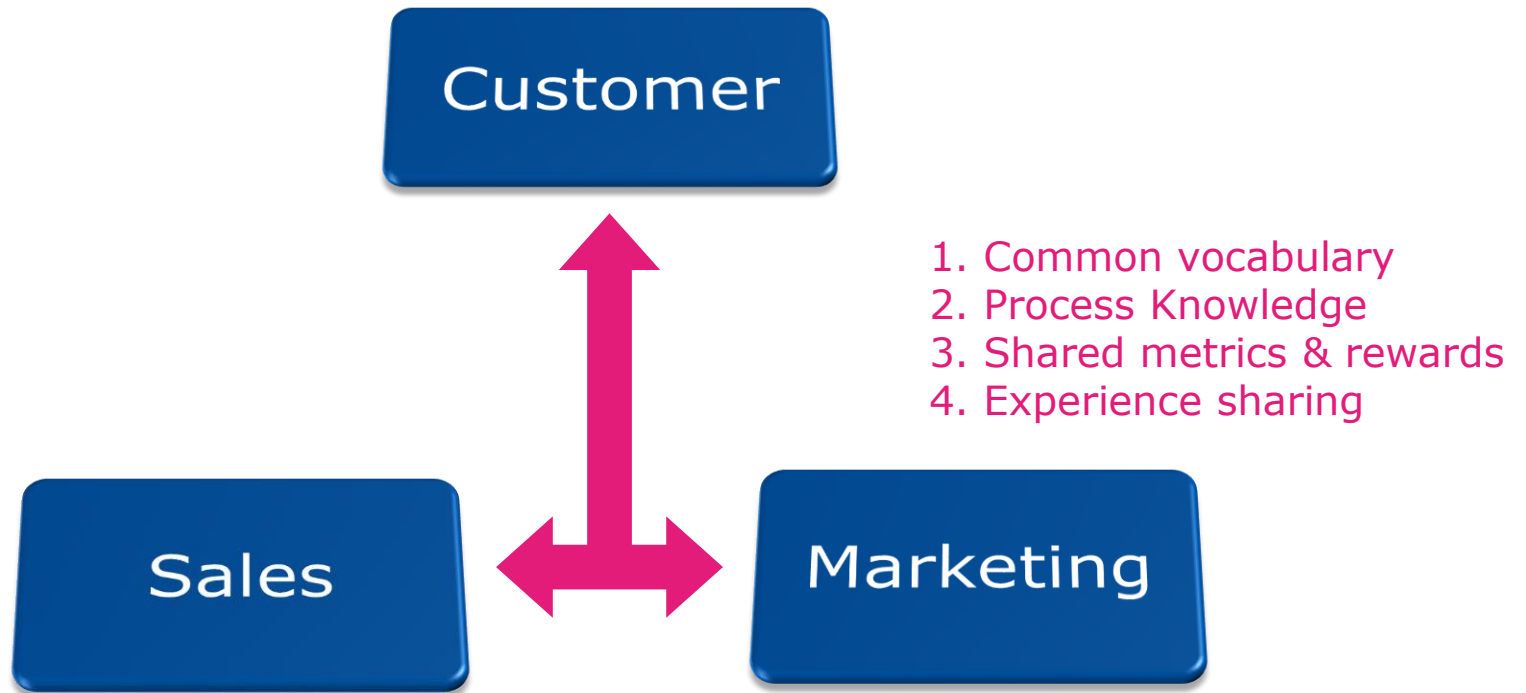 Customer
1. Common vocabulary
2. Process Knowledge
3. Shared metrics & rewards
4. Experience sharing
Sales
Marketing